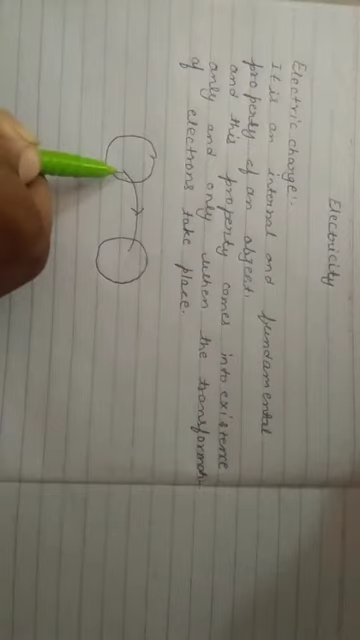 Electricity
Electric charge:.
It is an internal and fundamental
property of an object.
and this property comes into existence
only and only when the transformation
of electrons take place.